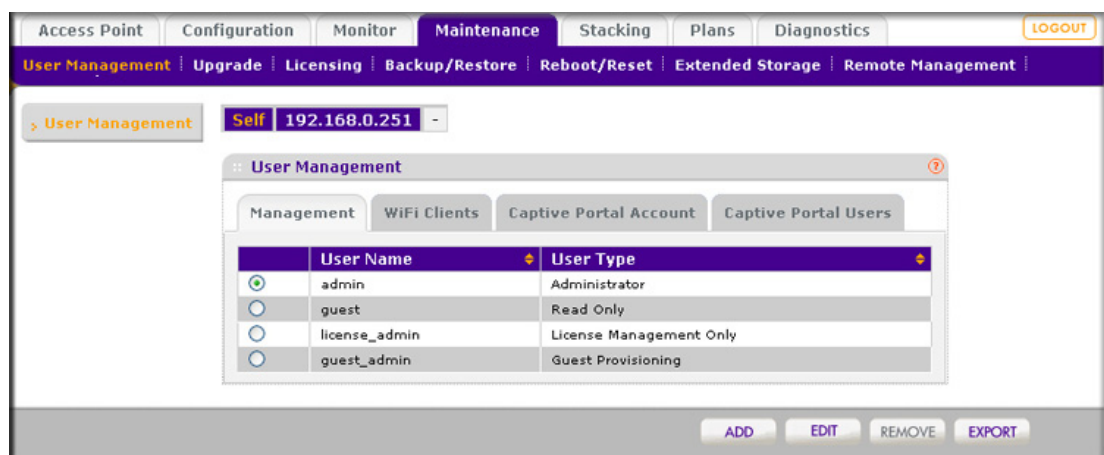 Access Point Configuration Monitor Maintenance Stacking Plans Diagnostics LOGOUT
User Management Upgrade Licensing Backup/Restore Reboot/Reset Extended Storage Remote Management
User Management
Self 192.168.0.251 -
User Management ?
Management WiFi Clients Captive Portal Account Captive Portal Users
User Name User Type
admin Administrator
guest Read Only
license_admin License Management Only
guest_admin Guest Provisioning
ADD EDIT REMOVE EXPORT